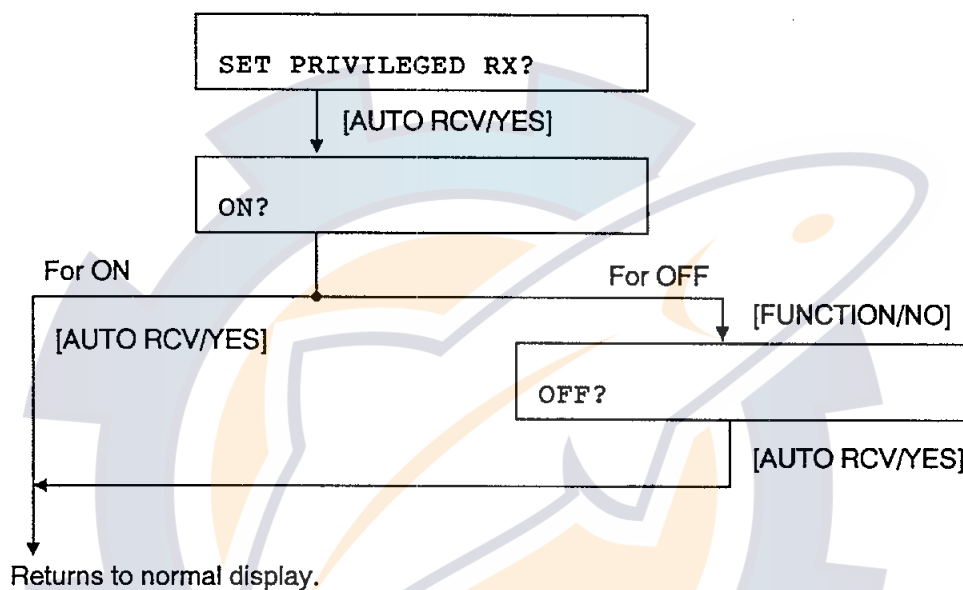 SET PRIVILEGED RX?
[AUTO RCV/YES]
ON?
For ON
For OFF
[AUTO RCV/YES]
[FUNCTION/NO]
OFF?
[AUTO RCV/YES]
Returns to normal display.